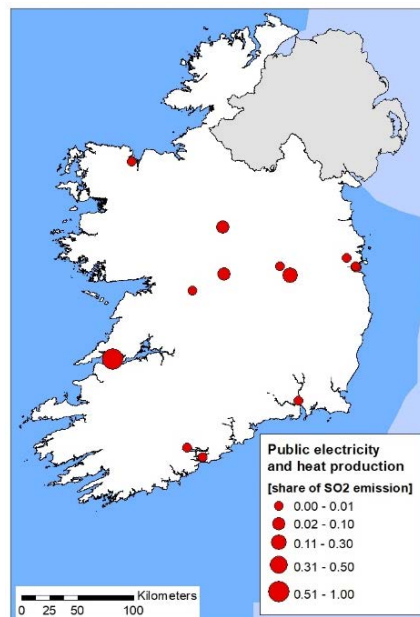 Public electricity
and heat production
[share of SO2 emission]
0.00 - 0.01
0.02 - 0.10
0.11 - 0.30
0.31 - 0.50
0.51 - 1.00
Kilometers
0 25 50 100